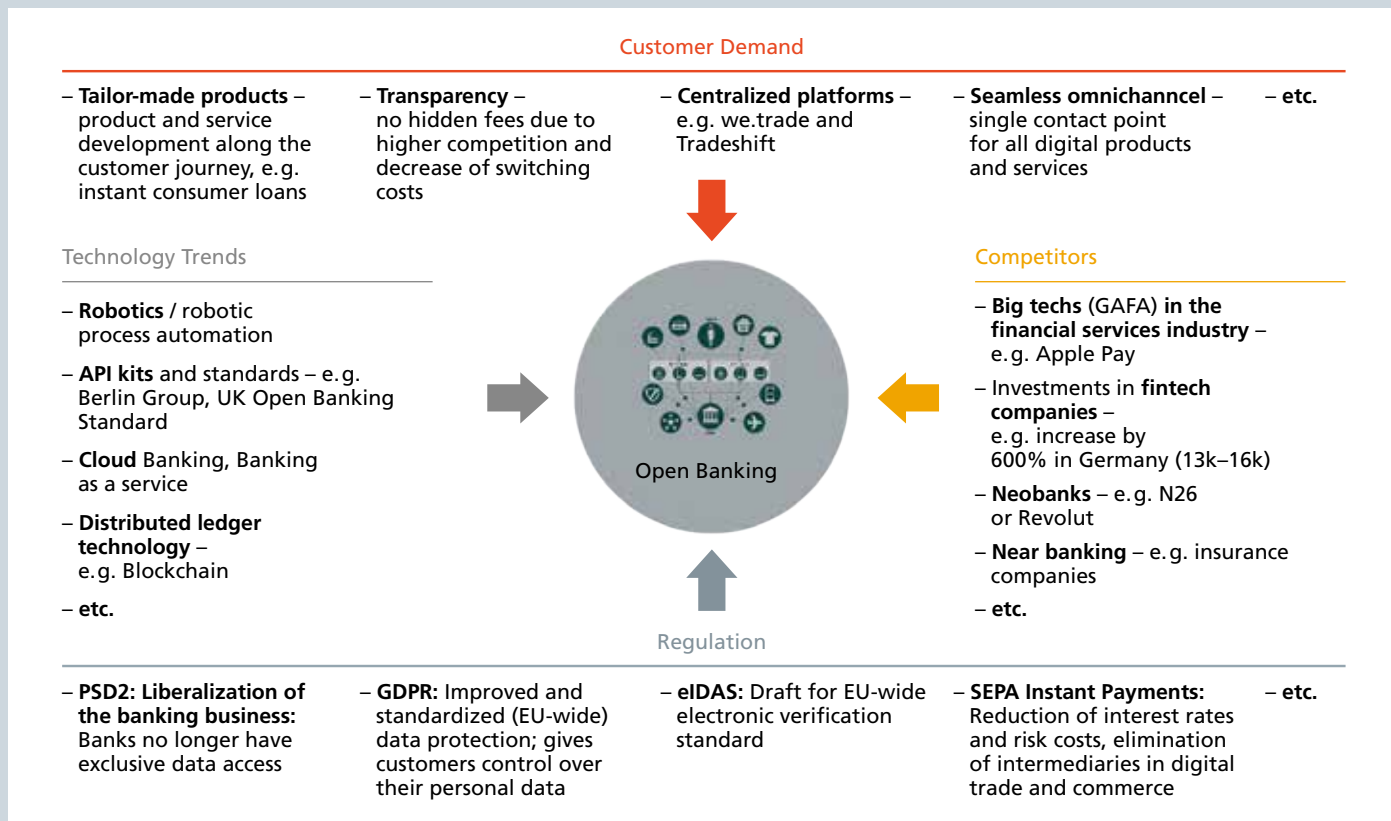 Customer Demand
– Tailor-made products –
product and service
development along the
customer journey, e.g.
instant consumer loans
– Transparency –
no hidden fees due to
higher competition and
decrease of switching
costs
– Centralized platforms –
e.g. we.trade and
Tradeshift
– Seamless omnichanncel –
single contact point
for all digital products
and services
– etc.
Technology Trends
– Robotics / robotic
process automation
– API kits and standards – e.g.
Berlin Group, UK Open Banking
Standard
– Cloud Banking, Banking
as a service
– Distributed ledger
technology –
e.g. Blockchain
– etc.
Open Banking
Competitors
– Big techs (GAFA) in the
financial services industry –
e.g. Apple Pay
– Investments in fintech
companies –
e.g. increase by
600% in Germany (13k–16k)
– Neobanks – e.g. N26
or Revolut
– Near banking – e.g. insurance
companies
– etc.
Regulation
– PSD2: Liberalization of
the banking business:
Banks no longer have
exclusive data access
– GDPR: Improved and
standardized (EU-wide)
data protection; gives
customers control over
their personal data
– eIDAS: Draft for EU-wide
electronic verification
standard
– SEPA Instant Payments:
Reduction of interest rates
and risk costs, elimination
of intermediaries in digital
trade and commerce
– etc.